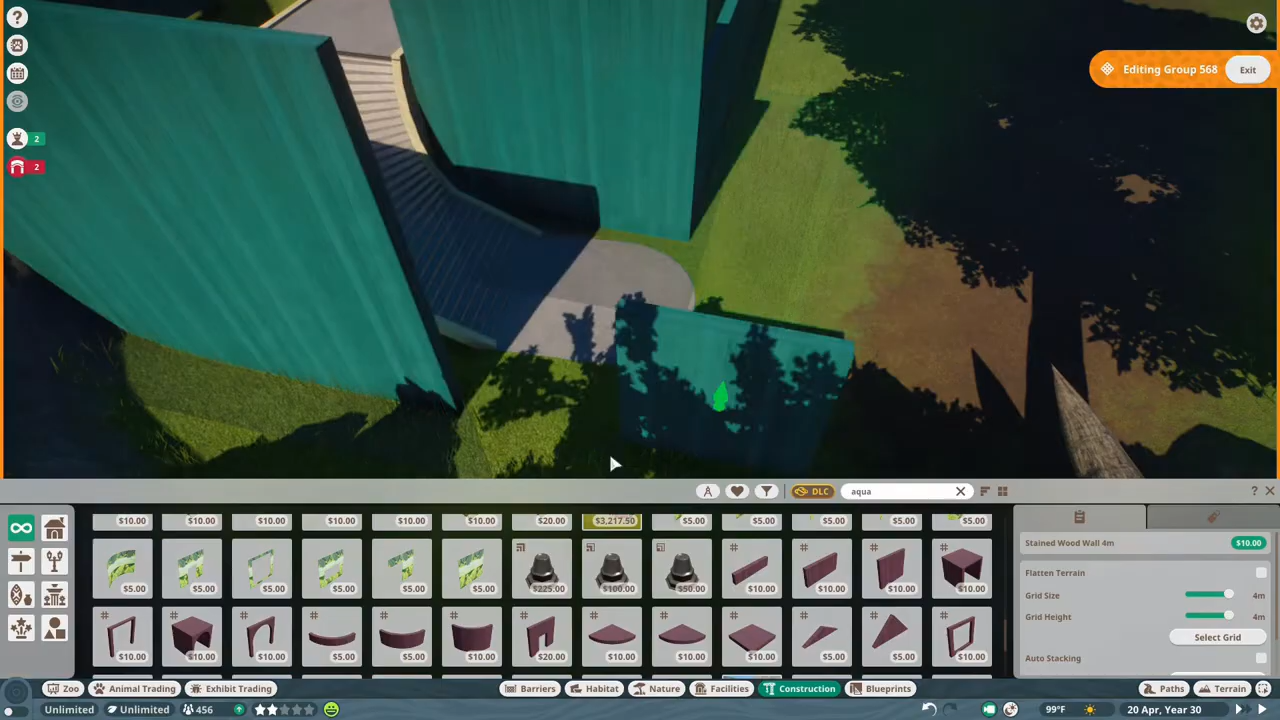 ?
Editing Group 568 Exit
2
2
DLC aqua
? ×
$10.00 $10.00 $10.00 $10.00 $10.00 $10.00 $20.00 $3,217.50 $5.00 $5.00 $5.00 $5.00 $5.00
$5.00 $5.00 $5.00 $5.00 $5.00 $5.00 $225.00 $100.00 $50.00 $10.00 $10.00 $10.00 $10.00
$10.00 $10.00 $10.00 $5.00 $5.00 $10.00 $20.00 $10.00 $10.00 $10.00 $5.00 $5.00 $10.00
Stained Wood Wall 4m $10.00
Flatten Terrain
Grid Size 4m
Grid Height 4m
Select Grid
Auto Stacking
Zoo Animal Trading Exhibit Trading Barriers Habitat Nature Facilities Construction Blueprints Paths Terrain
Unlimited Unlimited 456 99°F 20 Apr, Year 30